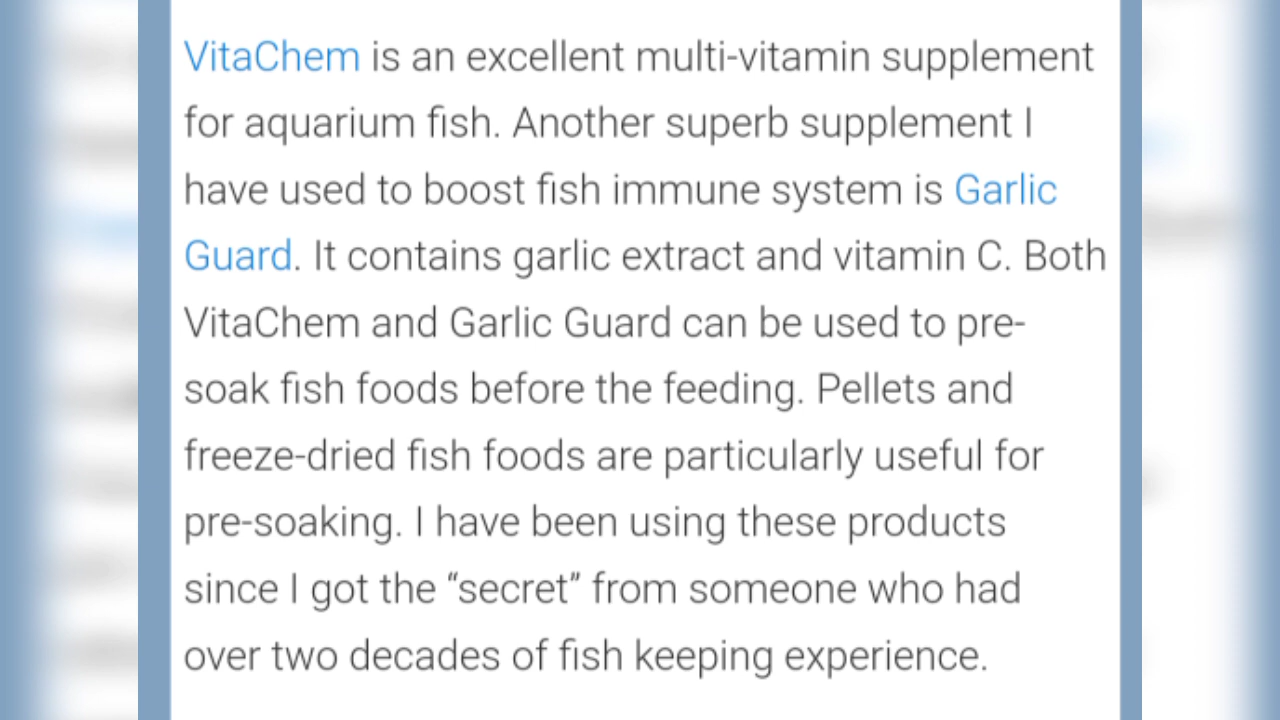 VitaChem is an excellent multi-vitamin supplement
for aquarium fish. Another superb supplement I
have used to boost fish immune system is Garlic
Guard. It contains garlic extract and vitamin C. Both
VitaChem and Garlic Guard can be used to pre-
soak fish foods before the feeding. Pellets and
freeze-dried fish foods are particularly useful for
pre-soaking. I have been using these products
since I got the “secret” from someone who had
over two decades of fish keeping experience.